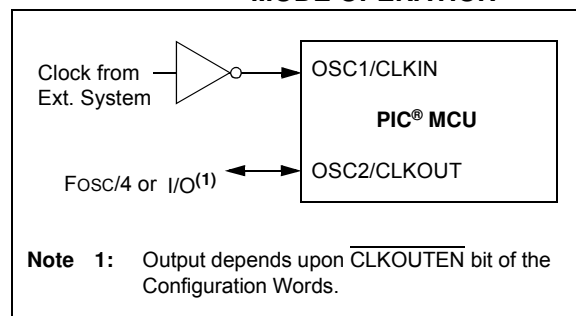 MODE OPERATION
Clock from
Ext. System
OSC1/CLKIN
PIC® MCU
FOSC/4 or I/O(1)
OSC2/CLKOUT
Note 1: Output depends upon CLKOUTEN bit of the
Configuration Words.